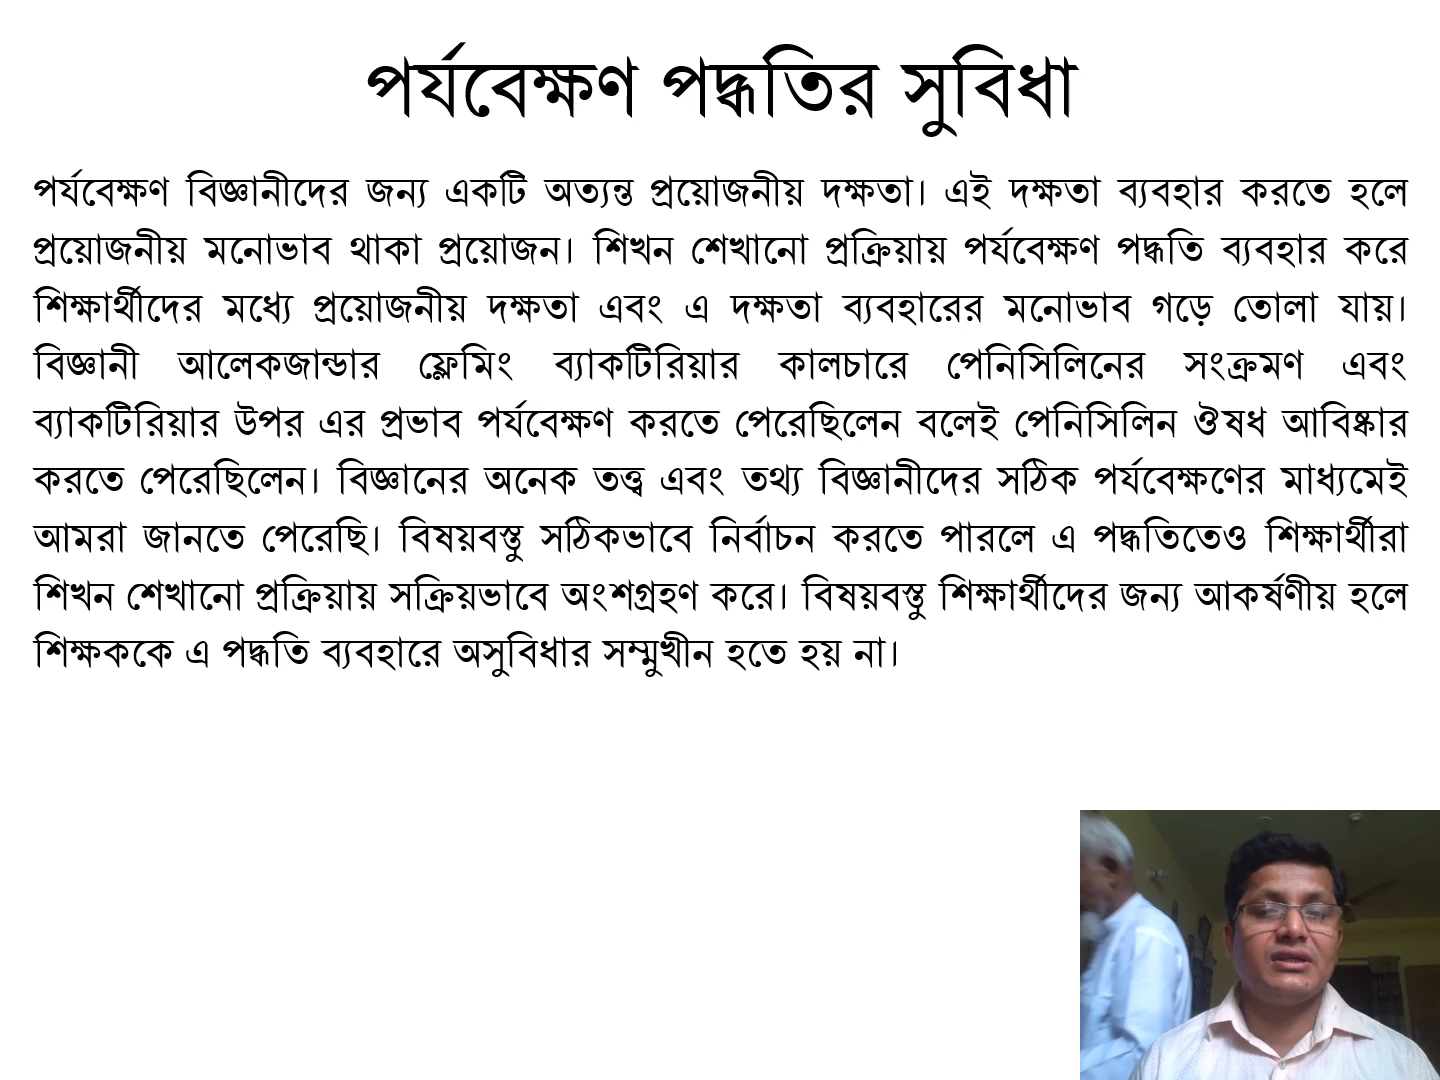 পর্যবেক্ষণ পদ্ধতির সুবিধা
পর্যবেক্ষণ বিজ্ঞানীদের জন্য একটি অত্যন্ত প্রয়োজনীয় দক্ষতা। এই দক্ষতা ব্যবহার করতে হলে
প্রয়োজনীয় মনোভাব থাকা প্রয়োজন। শিখন শেখানো প্রক্রিয়ায় পর্যবেক্ষণ পদ্ধতি ব্যবহার করে
শিক্ষার্থীদের মধ্যে প্রয়োজনীয় দক্ষতা এবং এ দক্ষতা ব্যবহারের মনোভাব গড়ে তোলা যায়।
বিজ্ঞানী আলেকজান্ডার ফ্লেমিং ব্যাকটিরিয়ার কালচারে পেনিসিলিনের সংক্রমণ এবং
ব্যাকটিরিয়ার উপর এর প্রভাব পর্যবেক্ষণ করতে পেরেছিলেন বলেই পেনিসিলিন ঔষধ আবিষ্কার
করতে পেরেছিলেন। বিজ্ঞানের অনেক তত্ত্ব এবং তথ্য বিজ্ঞানীদের সঠিক পর্যবেক্ষণের মাধ্যমেই
আমরা জানতে পেরেছি। বিষয়বস্তু সঠিকভাবে নির্বাচন করতে পারলে এ পদ্ধতিতেও শিক্ষার্থীরা
শিখন শেখানো প্রক্রিয়ায় সক্রিয়ভাবে অংশগ্রহণ করে। বিষয়বস্তু শিক্ষার্থীদের জন্য আকর্ষণীয় হলে
শিক্ষককে এ পদ্ধতি ব্যবহারে অসুবিধার সম্মুখীন হতে হয় না।